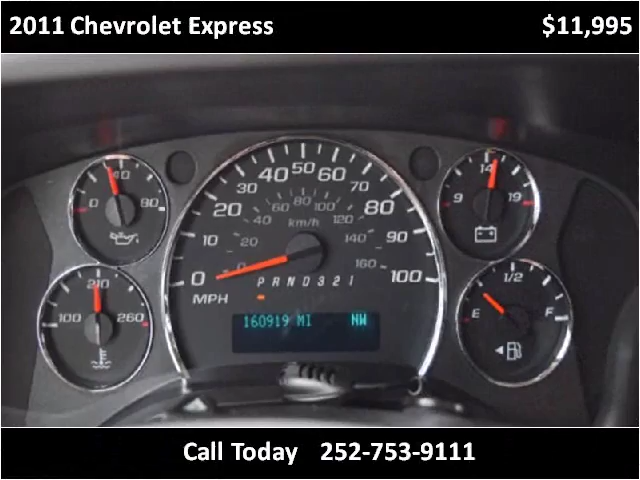 2011 Chevrolet Express $11,995
40
0 80
14
9 19
210
100 260
1/2
E F
0 10 20 30 40 50 60 70 80 90 100
0 20 40 60 80 100 120 140 160
km/h
MPH
P R N D 3 2 1
160919 MI NW
Call Today 252-753-9111